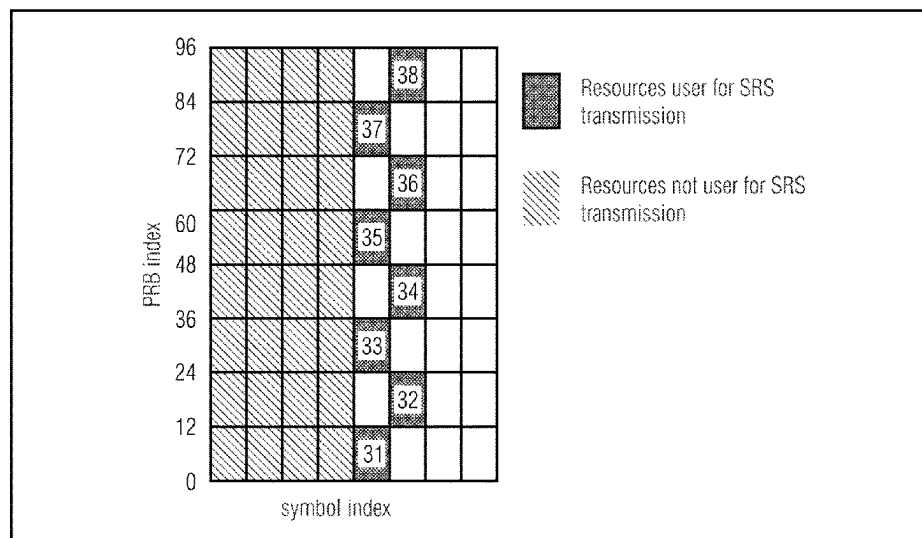 96
38
84
37
72
36
60
35
48
34
36
33
24
32
12
31
0
PRB index
symbol index
Resources user for SRS
transmission
Resources not user for SRS
transmission